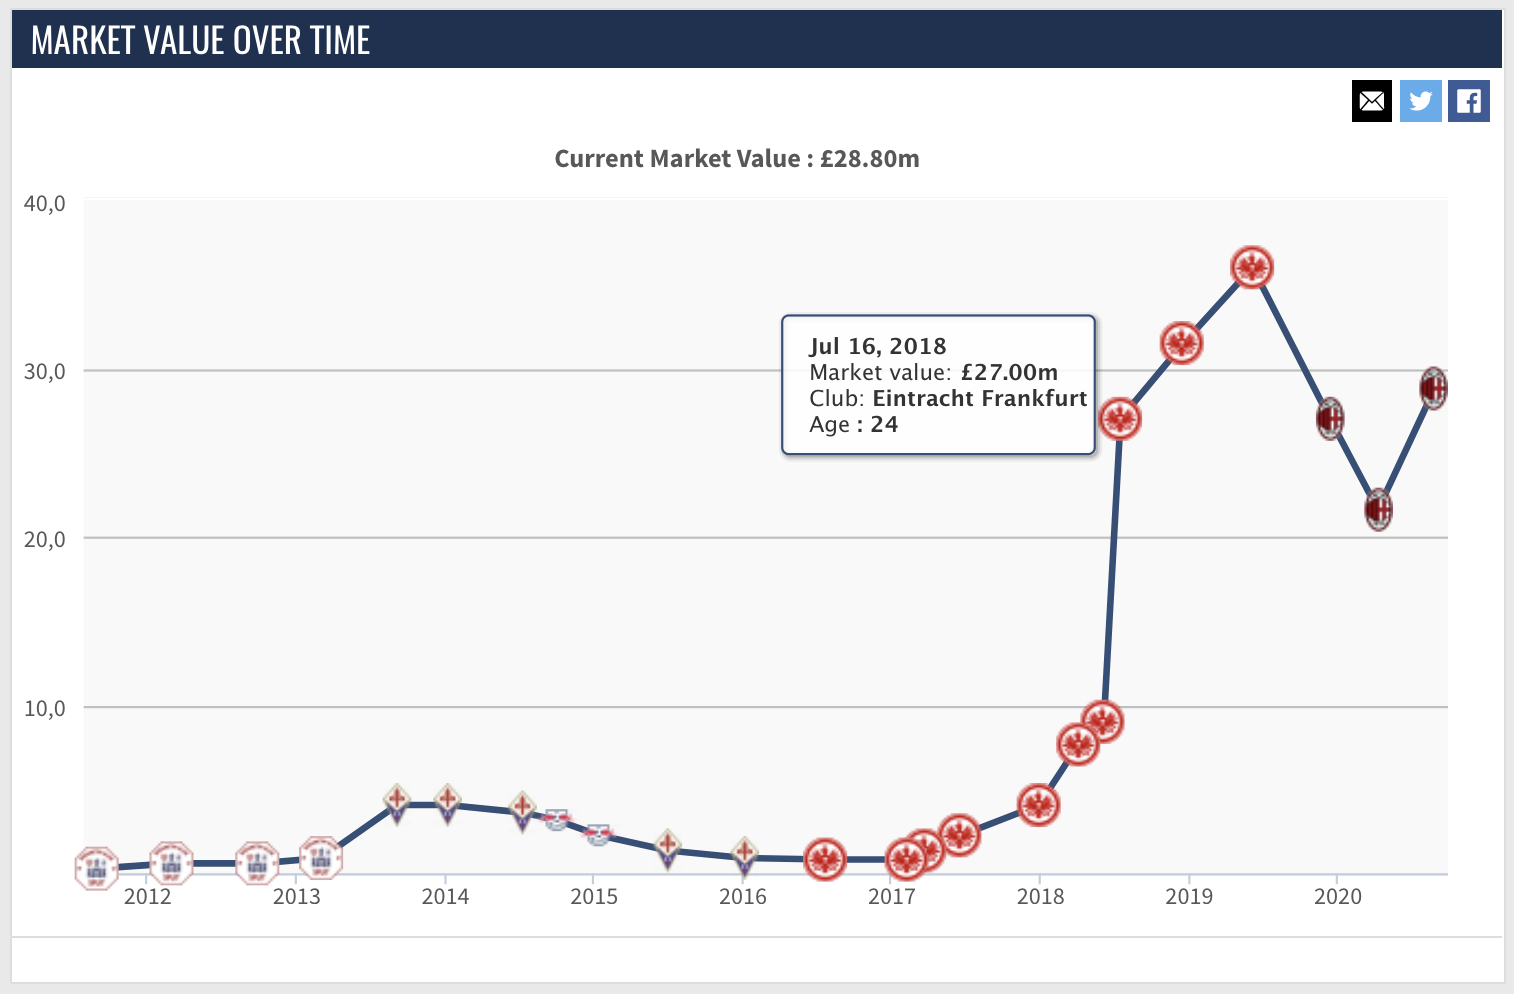 MARKET VALUE OVER TIME
Current Market Value : £28.80m
40,0
30,0
20,0
10,0
Jul 16, 2018
Market value: £27.00m
Club: Eintracht Frankfurt
Age : 24
2012 2013 2014 2015 2016 2017 2018 2019 2020